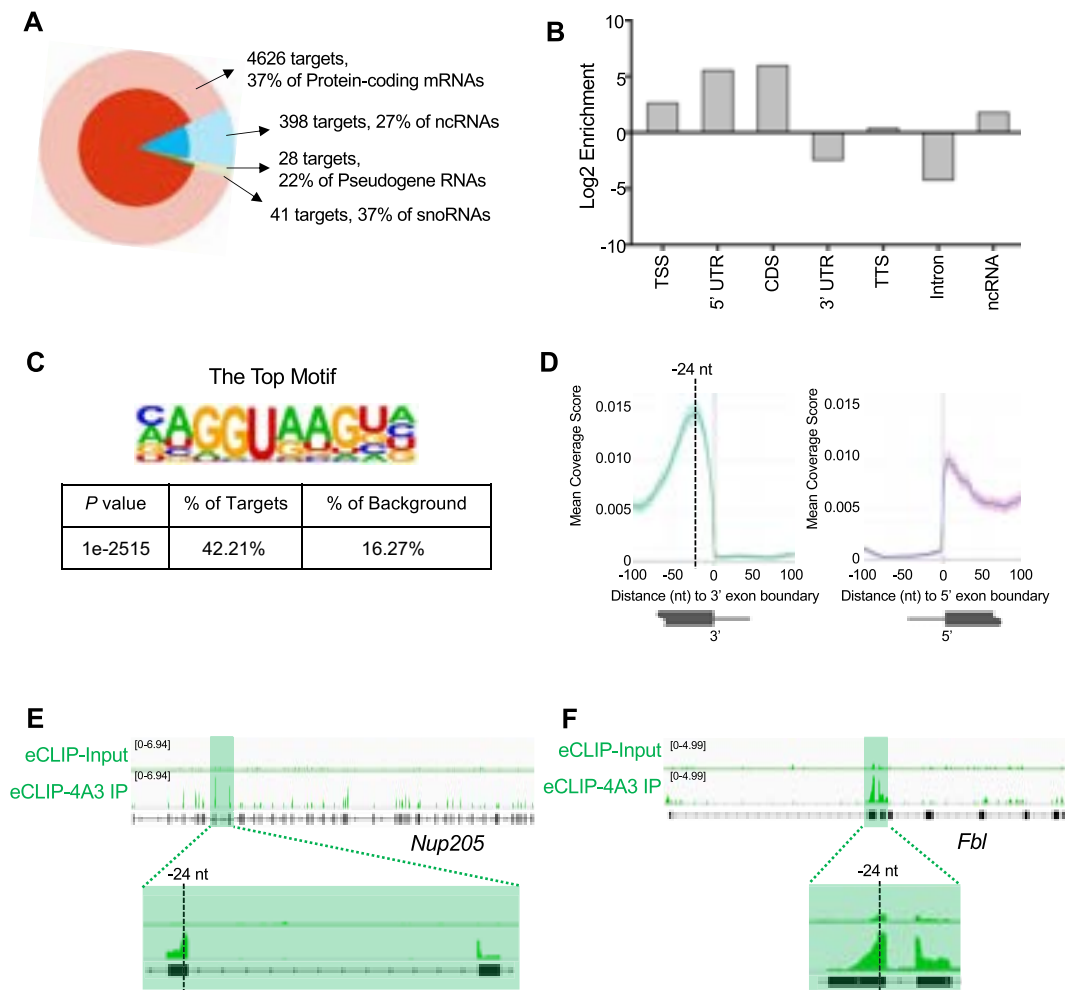 A
4626 targets,
37% of Protein-coding mRNAs
398 targets, 27% of ncRNAs
28 targets,
22% of Pseudogene RNAs
41 targets, 37% of snoRNAs
B
Log2 Enrichment
10
5
0
-5
-10
TSS
5' UTR
CDS
3' UTR
TTS
Intron
ncRNA
C
The Top Motif
CAGGUAAGUA
P value
% of Targets
% of Background
1e-2515
42.21%
16.27%
D
-24 nt
Mean Coverage Score
0.015
0.010
0.005
0
-100 -50 0 50 100
Distance (nt) to 3' exon boundary
3'
Mean Coverage Score
0.015
0.010
0.005
0
-100 -50 0 50 100
Distance (nt) to 5' exon boundary
5'
E
eCLIP-Input
[0-6.94]
eCLIP-4A3 IP
[0-6.94]
Nup205
-24 nt
F
eCLIP-Input
[0-4.99]
eCLIP-4A3 IP
[0-4.99]
Fbl
-24 nt